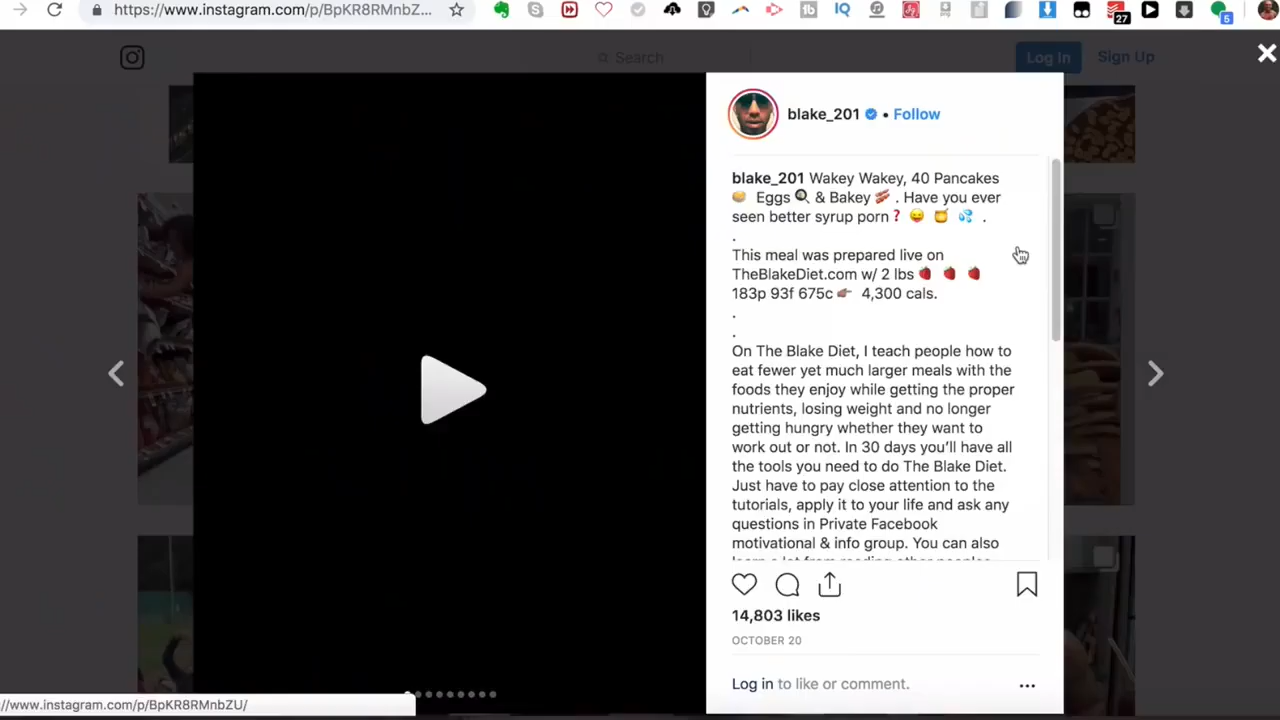 https://www.instagram.com/p/BpKR8RMnbZ...
IQ
27
5
Search
Log In
Sign Up
blake_201 • Follow
blake_201 Wakey Wakey, 40 Pancakes
🥞 Eggs 🍳 & Bakey 🥓 . Have you ever
seen better syrup porn❓ 😜 🍯 💦 .
.
This meal was prepared live on
TheBlakeDiet.com w/ 2 lbs 🍓 🍓 🍓
183p 93f 675c 👉 4,300 cals.
.
.
On The Blake Diet, I teach people how to
eat fewer yet much larger meals with the
foods they enjoy while getting the proper
nutrients, losing weight and no longer
getting hungry whether they want to
work out or not. In 30 days you’ll have all
the tools you need to do The Blake Diet.
Just have to pay close attention to the
tutorials, apply it to your life and ask any
questions in Private Facebook
motivational & info group. You can also
14,803 likes
OCTOBER 20
Log in to like or comment.
://www.instagram.com/p/BpKR8RMnbZU/